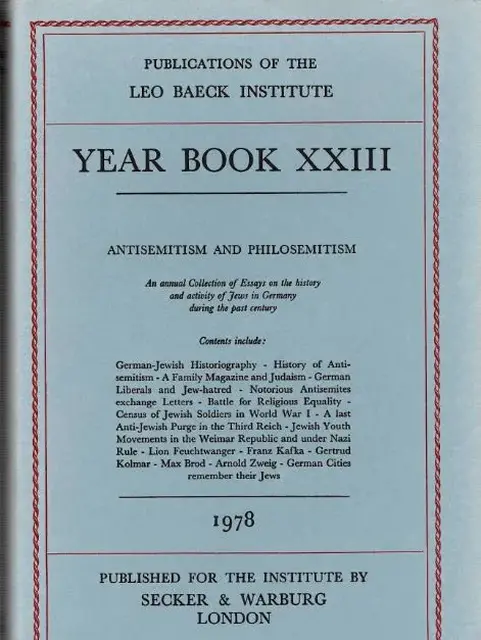 PUBLICATIONS OF THE
LEO BAECK INSTITUTE
YEAR BOOK XXIII
ANTISEMITISM AND PHILOSEMITISM
An annual Collection of Essays on the history
and activity of Jews in Germany
during the past century
Contents include:
German-Jewish Historiography - History of Anti-
semitism - A Family Magazine and Judaism - German
Liberals and Jew-hatred - Notorious Antisemites
exchange Letters - Battle for Religious Equality -
Census of Jewish Soldiers in World War I - A last
Anti-Jewish Purge in the Third Reich - Jewish Youth
Movements in the Weimar Republic and under Nazi
Rule - Lion Feuchtwanger - Franz Kafka - Gertrud
Kolmar - Max Brod - Arnold Zweig - German Cities
remember their Jews
1978
PUBLISHED FOR THE INSTITUTE BY
SECKER & WARBURG
LONDON